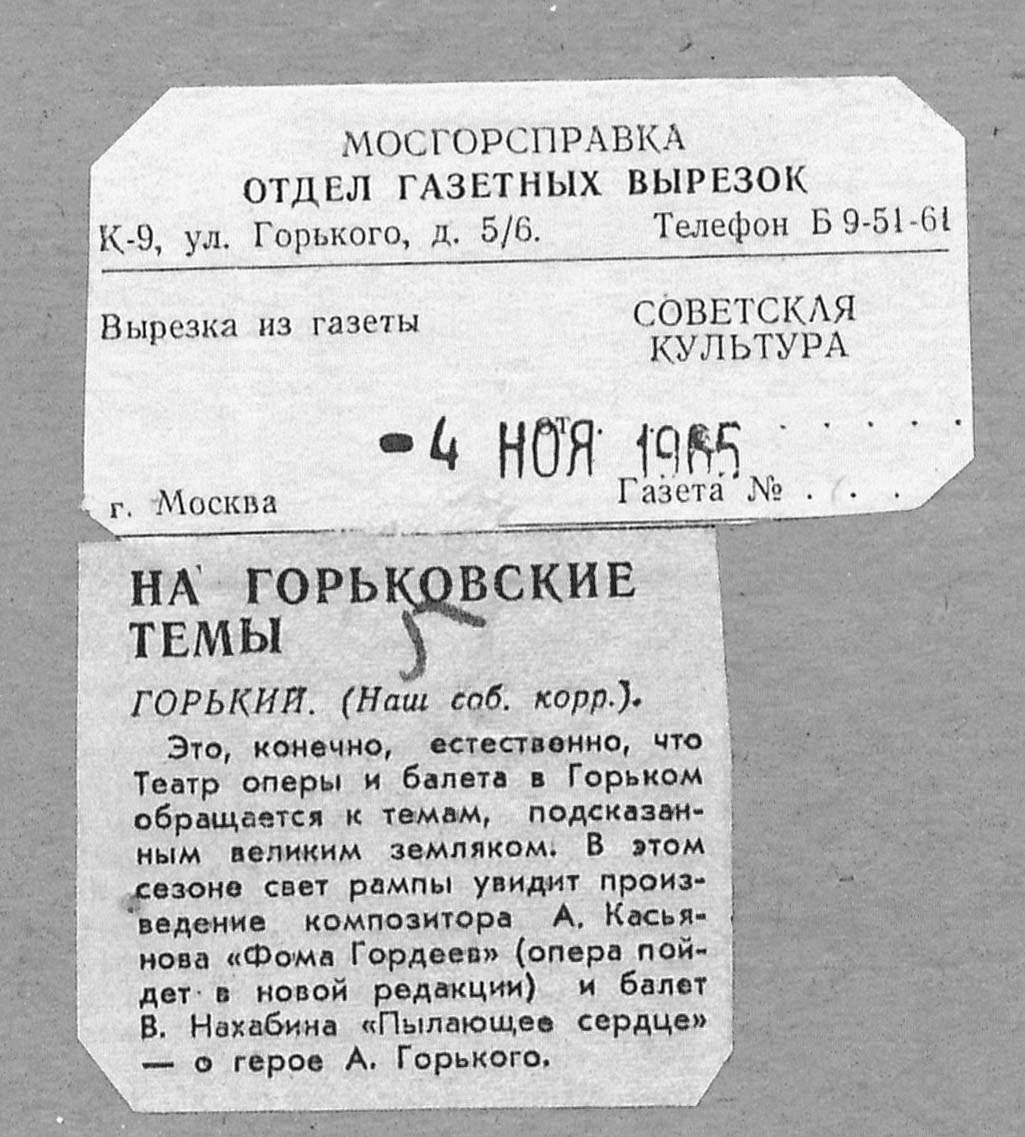 МОСГОРСПРАВКА
ОТДЕЛ ГАЗЕТНЫХ ВЫРЕЗОК
К-9, ул. Горького, д. 5/6. Телефон Б 9-51-61
Вырезка из газеты
СОВЕТСКАЯ
КУЛЬТУРА
от . . . . . .
-4 НОЯ 1965
г. Москва Газета № . . .
НА ГОРЬКОВСКИЕ
ТЕМЫ
ГОРЬКИЙ. (Наш соб. корр.).
Это, конечно, естественно, что
Театр оперы и балета в Горьком
обращается к темам, подсказан-
ным великим земляком. В этом
сезоне свет рампы увидит произ-
ведение композитора А. Касья-
нова «Фома Гордеев» (опера пой-
дет в новой редакции) и балет
В. Нахабина «Пылающее сердце»
— о герое А. Горького.